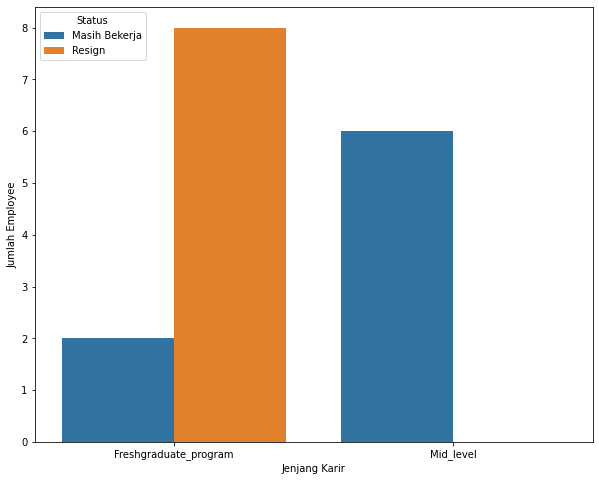 Status
Masih Bekerja
Resign
Jumlah Employee
8
7
6
5
4
3
2
1
0
Freshgraduate_program
Mid_level
Jenjang Karir